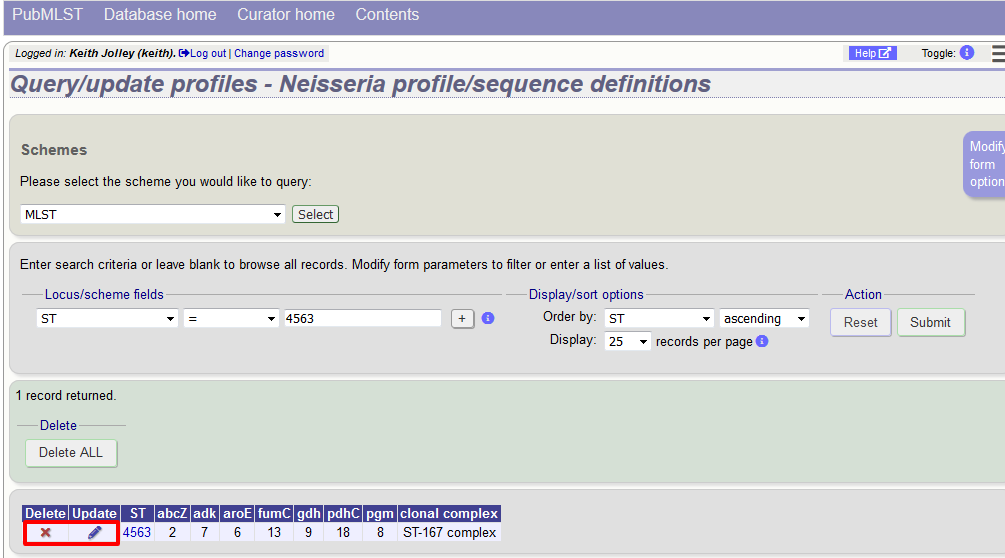 PubMLST Database home Curator home Contents
Logged in: Keith Jolley (keith). Log out | Change password Help Toggle: i
Query/update profiles - Neisseria profile/sequence definitions
Schemes
Modify
form
option
Please select the scheme you would like to query:
MLST Select
Enter search criteria or leave blank to browse all records. Modify form parameters to filter or enter a list of values.
Locus/scheme fields Display/sort options Action
ST = 4563 + i Order by: ST ascending Reset Submit
Display: 25 records per page i
1 record returned.
Delete
Delete ALL
Delete Update ST abcZ adk aroE fumC gdh pdhC pgm clonal complex
4563 2 7 6 13 9 18 8 ST-167 complex